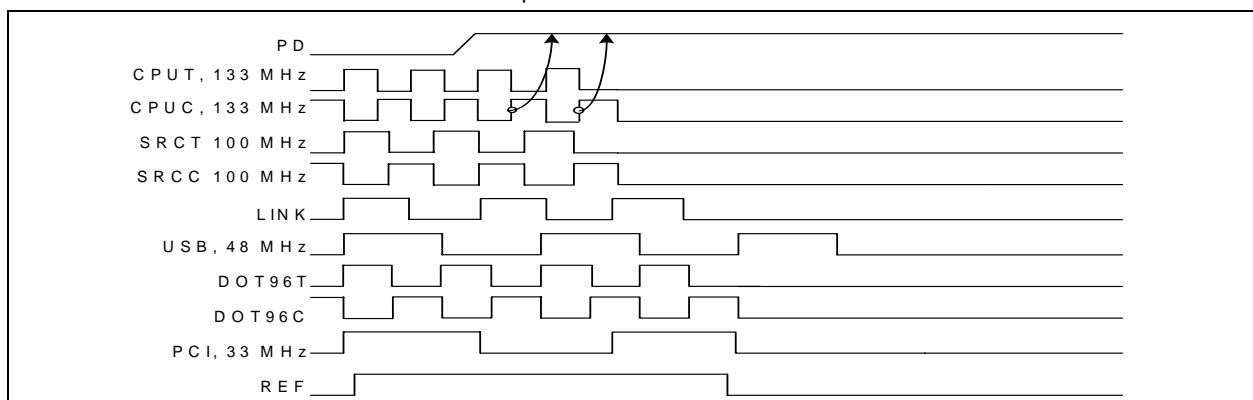 PD
CPUT, 133 MHz
CPUC, 133 MHz
SRCT 100 MHz
SRCC 100 MHz
LINK
USB, 48 MHz
DOT96T
DOT96C
PCI, 33 MHz
REF